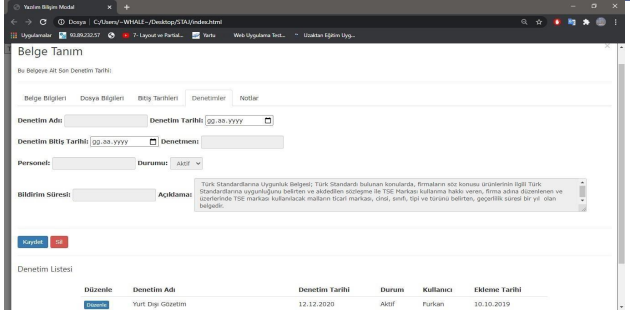 Yazılım Bilişim Modal
Dosya | C:/Users/~WHALE~/Desktop/STAJ/index.html
Uygulamalar 93.89.232.57 7- Layout ve Partial... Yartu Web Uygulama Test... Uzaktan Eğitim Uyg...
Belge Tanım
Bu Belgeye Ait Son Denetim Tarihi:
Belge Bilgileri Dosya Bilgileri Bitiş Tarihleri Denetimler Notlar
Denetim Adı: Denetim Tarihi: gg.aa.yyyy
Denetim Bitiş Tarihi: gg.aa.yyyy Denetmen:
Personel: Durumu: Aktif
Bildirim Süresi: Açıklama: Türk Standardlarına Uygunluk Belgesi; Türk Standardı bulunan konularda, firmaların söz konusu ürünlerinin ilgili Türk
Standardlarına uygunluğunu belirten ve akdedilen sözleşme ile TSE Markası kullanma hakkı veren, firma adına düzenlenen ve
üzerlerinde TSE markası kullanılacak malların ticari markası, cinsi, sınıfı, tipi ve türünü belirten, geçerlilik süresi bir yıl olan
belgedir.
Kaydet Sil
Denetim Listesi
Düzenle Denetim Adı Denetim Tarihi Durum Kullanıcı Ekleme Tarihi
Düzenle Yurt Dışı Gözetim 12.12.2020 Aktif Furkan 10.10.2019